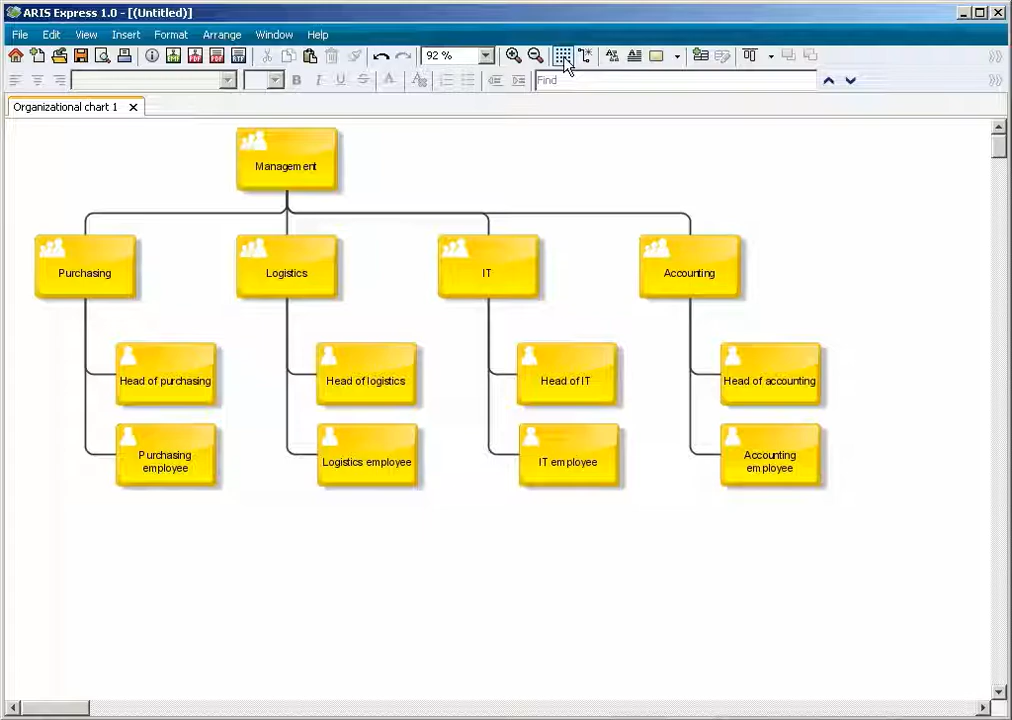 ARIS Express 1.0 - [(Untitled)]
File Edit View Insert Format Arrange Window Help
92 %
B I U S A
Find
Organizational chart 1
Management
Purchasing
Logistics
IT
Accounting
Head of purchasing
Head of logistics
Head of IT
Head of accounting
Purchasing
employee
Logistics employee
IT employee
Accounting
employee